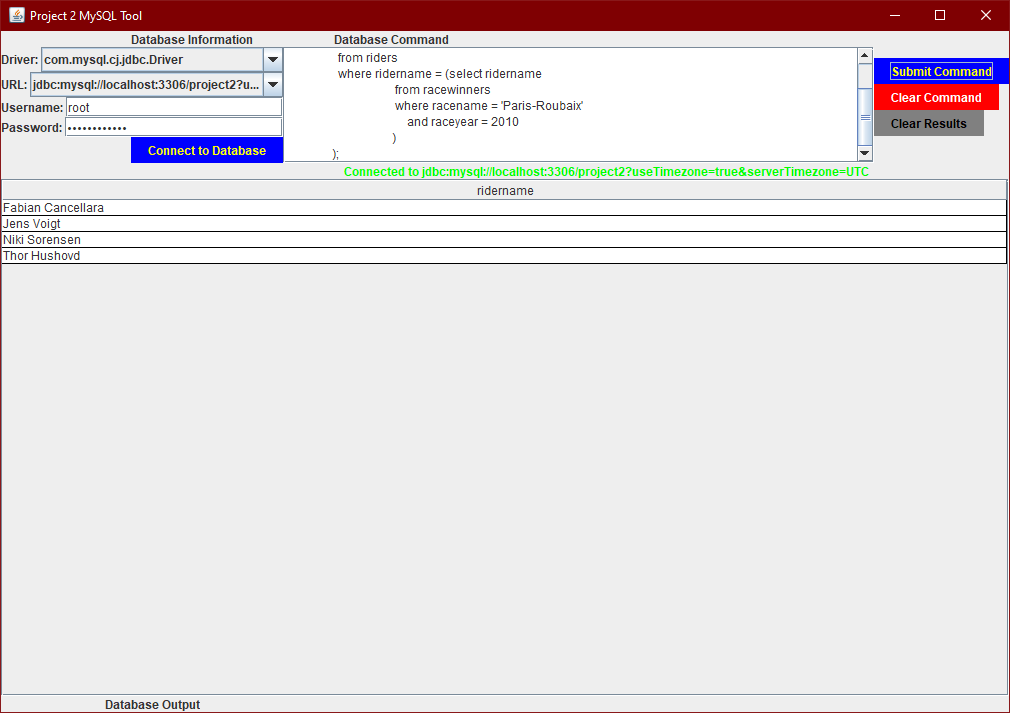 Project 2 MySQL Tool
Database Information
Database Command
Driver: com.mysql.cj.jdbc.Driver
URL: jdbc:mysql://localhost:3306/project2?u...
Username: root
Password: ••••••••••••
Connect to Database
from riders
where ridername = (select ridername
from racewinners
where racename = 'Paris-Roubaix'
and raceyear = 2010
)
);
Submit Command
Clear Command
Clear Results
Connected to jdbc:mysql://localhost:3306/project2?useTimezone=true&serverTimezone=UTC
ridername
Fabian Cancellara
Jens Voigt
Niki Sorensen
Thor Hushovd
Database Output